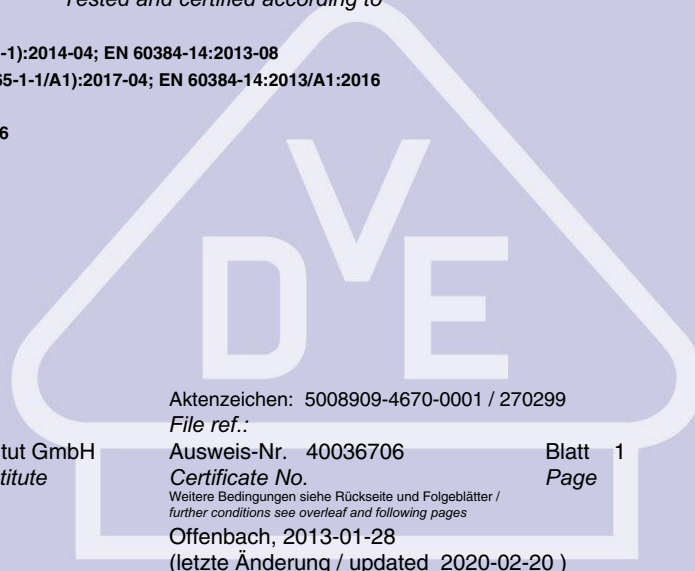 Tested and certified according to
-1):2014-04; EN 60384-14:2013-08
65-1-1/A1):2017-04; EN 60384-14:2013/A1:2016
6
VDE
Aktenzeichen: 5008909-4670-0001 / 270299
File ref.:
tut GmbH Ausweis-Nr. 40036706 Blatt 1
titute Certificate No. Page
Weitere Bedingungen siehe Rückseite und Folgeblätter /
further conditions see overleaf and following pages
Offenbach, 2013-01-28
(letzte Änderung / updated 2020-02-20 )